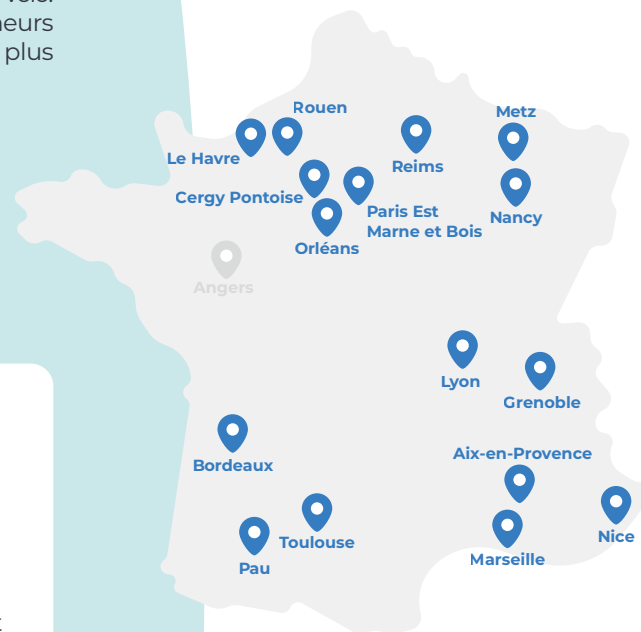 plus
Rouen
Metz
Le Havre
Reims
Cergy Pontoise
Paris Est
Marne et Bois
Nancy
Orléans
Angers
Lyon
Grenoble
Aix-en-Provence
Bordeaux
Nice
Toulouse
Marseille
Pau